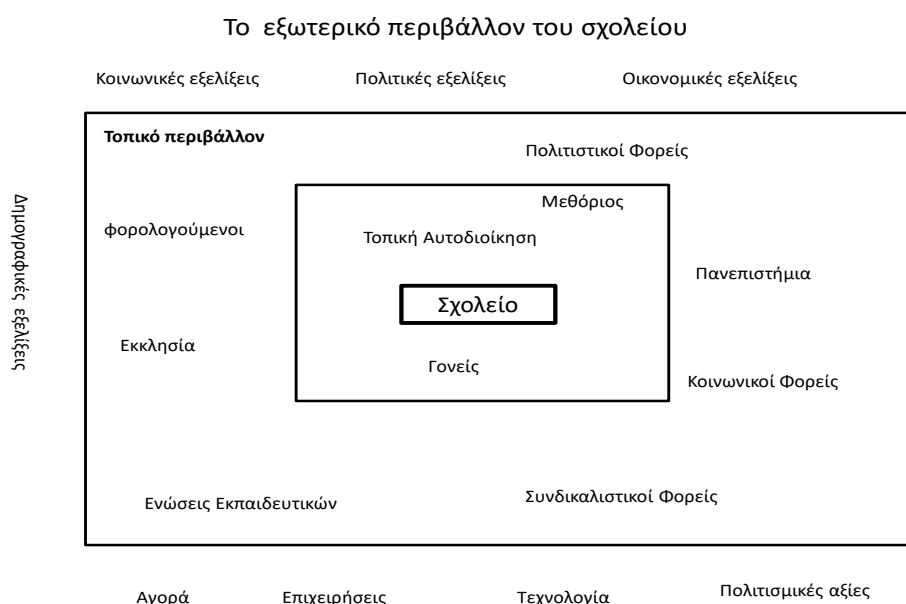 Το εξωτερικό περιβάλλον του σχολείου
Κοινωνικές εξελίξεις Πολιτικές εξελίξεις Οικονομικές εξελίξεις
Τοπικό περιβάλλον
Πολιτιστικοί Φορείς
Μεθόριος
Δημιογραφικές εξελίξεις
φορολογούμενοι
Τοπική Αυτοδιοίκηση
Πανεπιστήμια
Σχολείο
Εκκλησία
Γονείς
Κοινωνικοί Φορείς
Ενώσεις Εκπαιδευτικών
Συνδικαλιστικοί Φορείς
Αγορά Επιχειρήσεις Τεχνολογία Πολιτισμικές αξίες